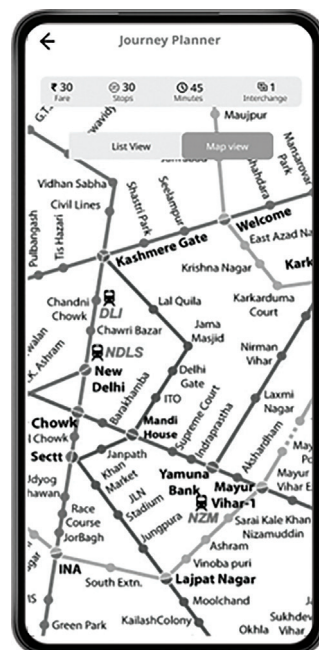 Journey Planner
₹ 30
Fare
30
Stops
45
Minutes
1
Interchange
G.T.
Maujpur
List View
Map view
Mansarovar
Park
Vidhan Sabha
Civil Lines
Shastri Park
Seelampur
Pulbangash
Tis Hazari
Welcome
East Azad Na
Kashmere Gate
Krishna Nagar
Kark
Karkarduma
Court
Chandni
Chowk
DLI
Lal Quila
Chawri Bazar
Jama
Masjid
NDLS
K. Ashram
New
Delhi
Delhi
Gate
Nirman
Vihar
Barakhamba
ITO
Laxmi
Nagar
Chowk
Mandi
House
Supreme Court
Indraprastha
Akshardham
l Chowk
Sectt
Janpath
Khan
Market
Yamuna
Bank
Mayur
Vihar-1
Mayur
Vihar E
Jdyog
hawan
JLN
Stadium
NZM
Race
Course
JorBagh
Jungpura
Sarai Kale Khan
Nizamuddin
Ashram
Vinoba puri
INA
South Extn.
Lajpat Nagar
Moolchand
Green Park
KailashColony
Okhla
Sukhdev
Vihar